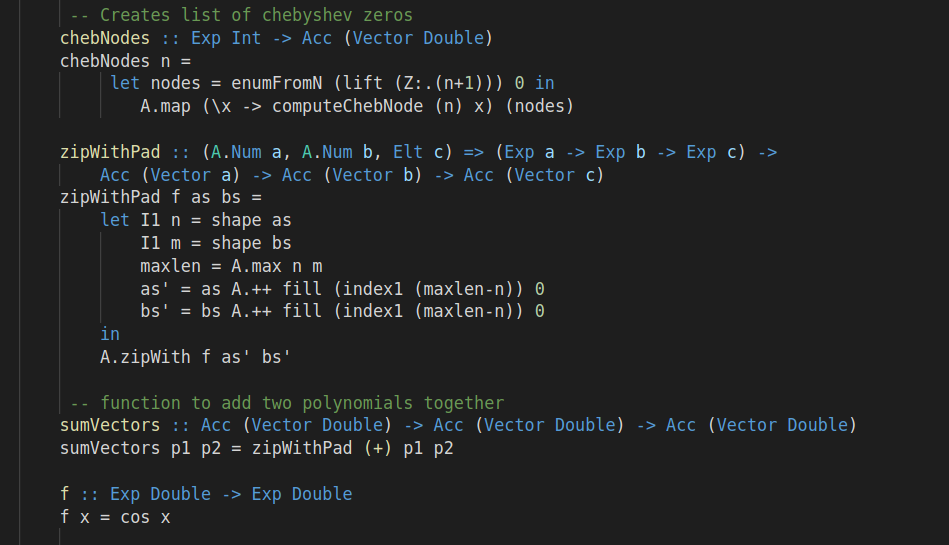 -- Creates list of chebyshev zeros
chebNodes :: Exp Int -> Acc (Vector Double)
chebNodes n =
let nodes = enumFromN (lift (Z:.(n+1))) 0 in
A.map (\x -> computeChebNode (n) x) (nodes)
zipWithPad :: (A.Num a, A.Num b, Elt c) => (Exp a -> Exp b -> Exp c) ->
Acc (Vector a) -> Acc (Vector b) -> Acc (Vector c)
zipWithPad f as bs =
let I1 n = shape as
I1 m = shape bs
maxlen = A.max n m
as' = as A.++ fill (index1 (maxlen-n)) 0
bs' = bs A.++ fill (index1 (maxlen-n)) 0
in
A.zipWith f as' bs'
-- function to add two polynomials together
sumVectors :: Acc (Vector Double) -> Acc (Vector Double) -> Acc (Vector Double)
sumVectors p1 p2 = zipWithPad (+) p1 p2
f :: Exp Double -> Exp Double
f x = cos x